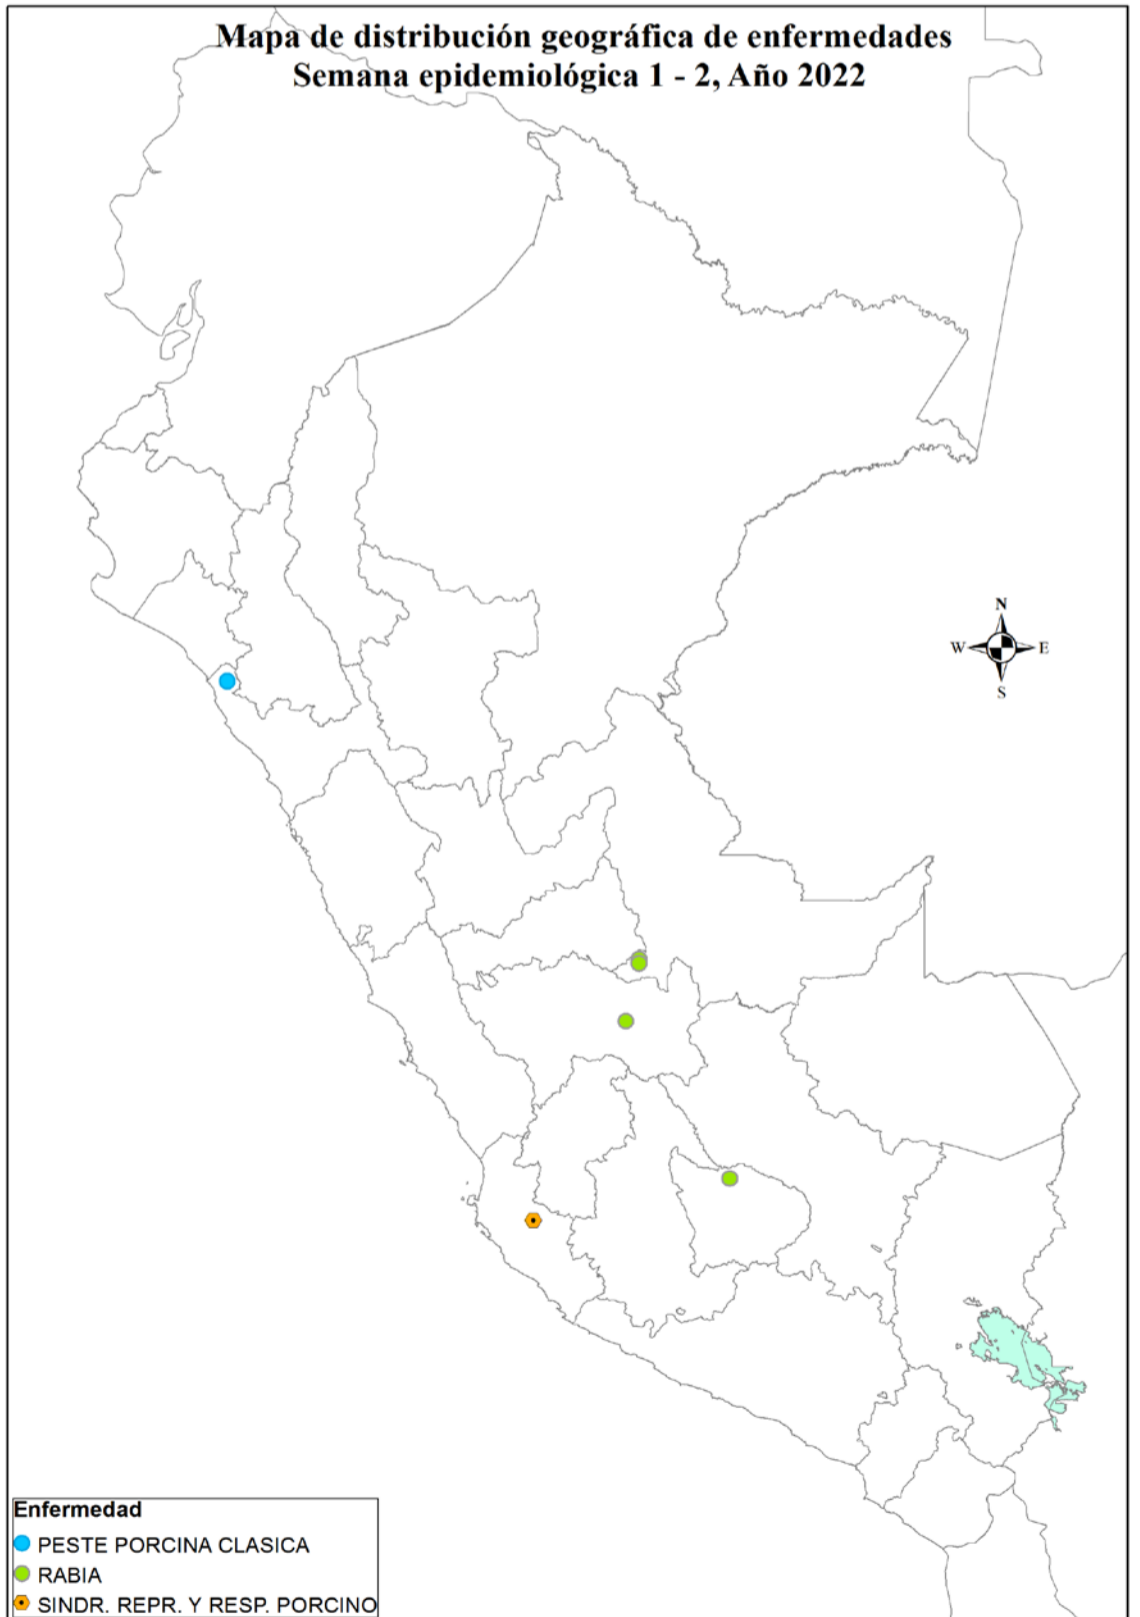 Mapa de distribución geográfica de enfermedades
Semana epidemiológica 1 - 2, Año 2022
N
W E
S
Enfermedad
PESTE PORCINA CLASICA
RABIA
SINDR. REPR. Y RESP. PORCINO